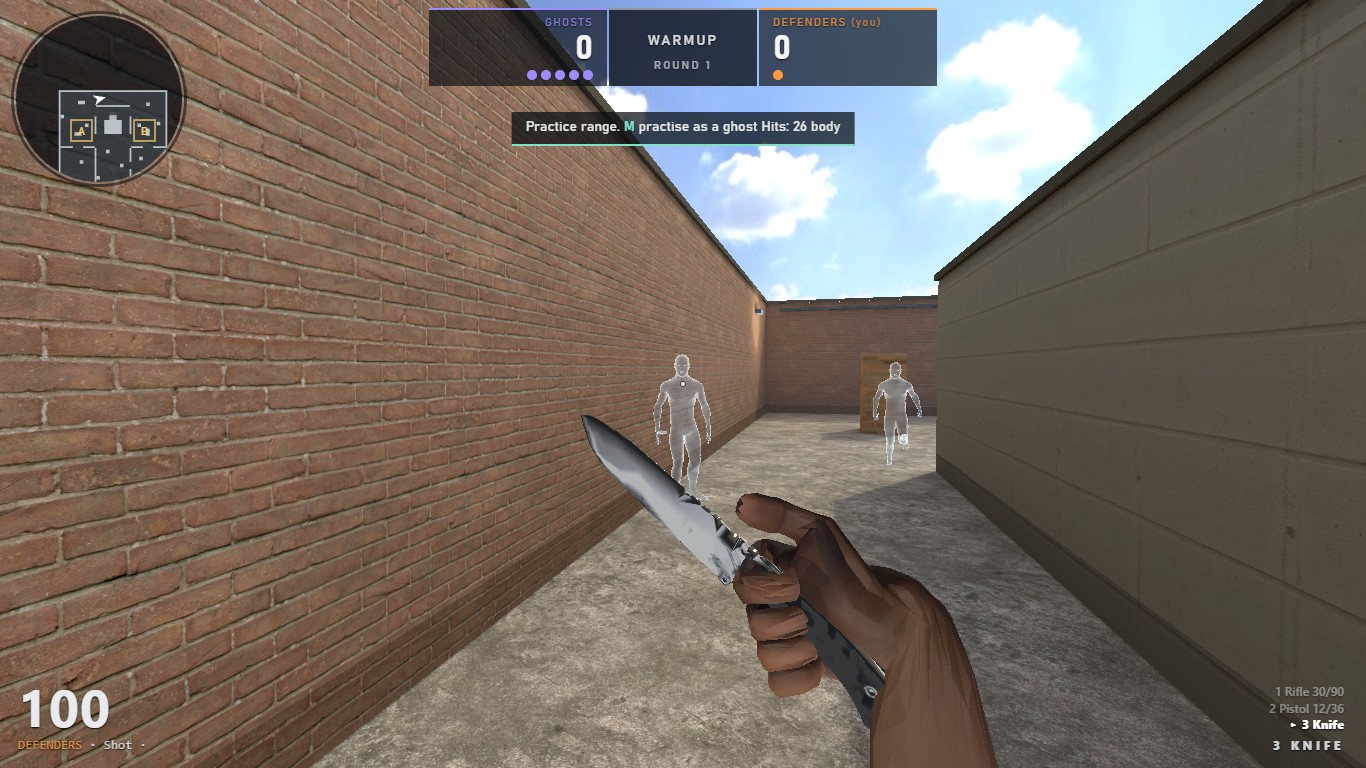 GHOSTS
0
WARMUP
ROUND 1
DEFENDERS (you)
0
A
B
Practice range. M practise as a ghost Hits: 26 body
100
DEFENDERS · Shot ·
1 Rifle 30/90
2 Pistol 12/36
▸ 3 Knife
3 KNIFE